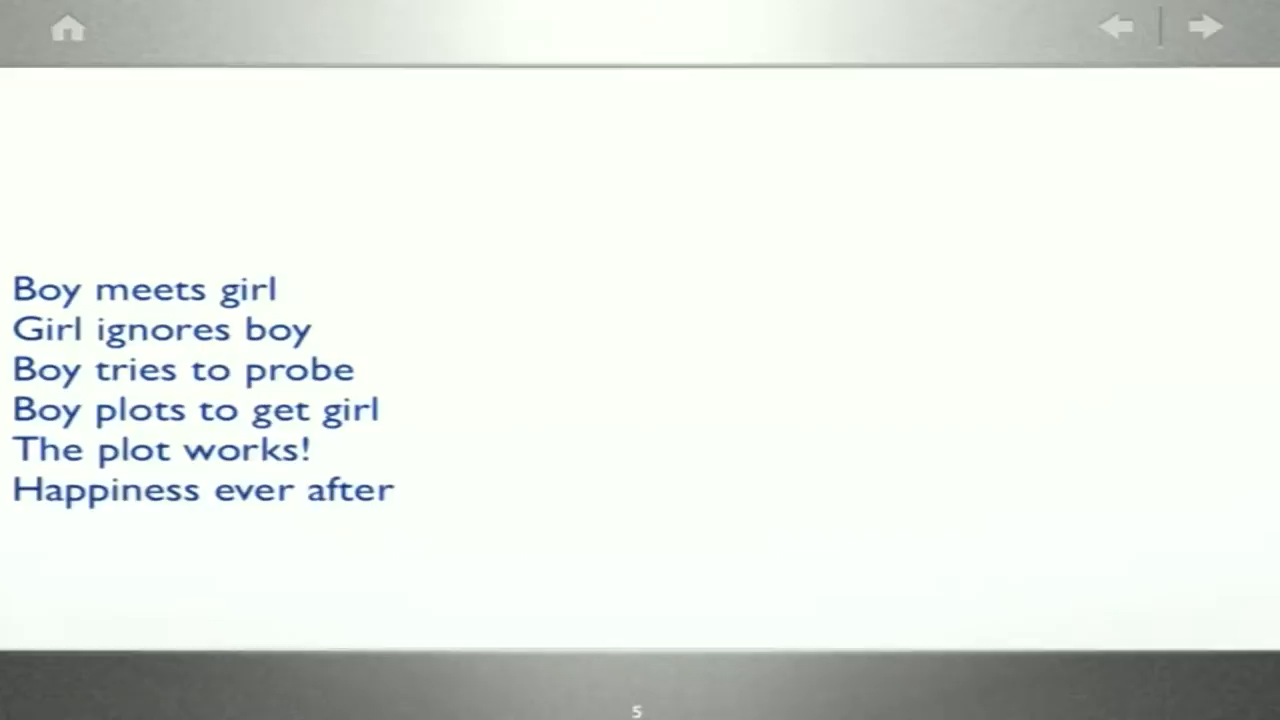 Boy meets girl
Girl ignores boy
Boy tries to probe
Boy plots to get girl
The plot works!
Happiness ever after
5